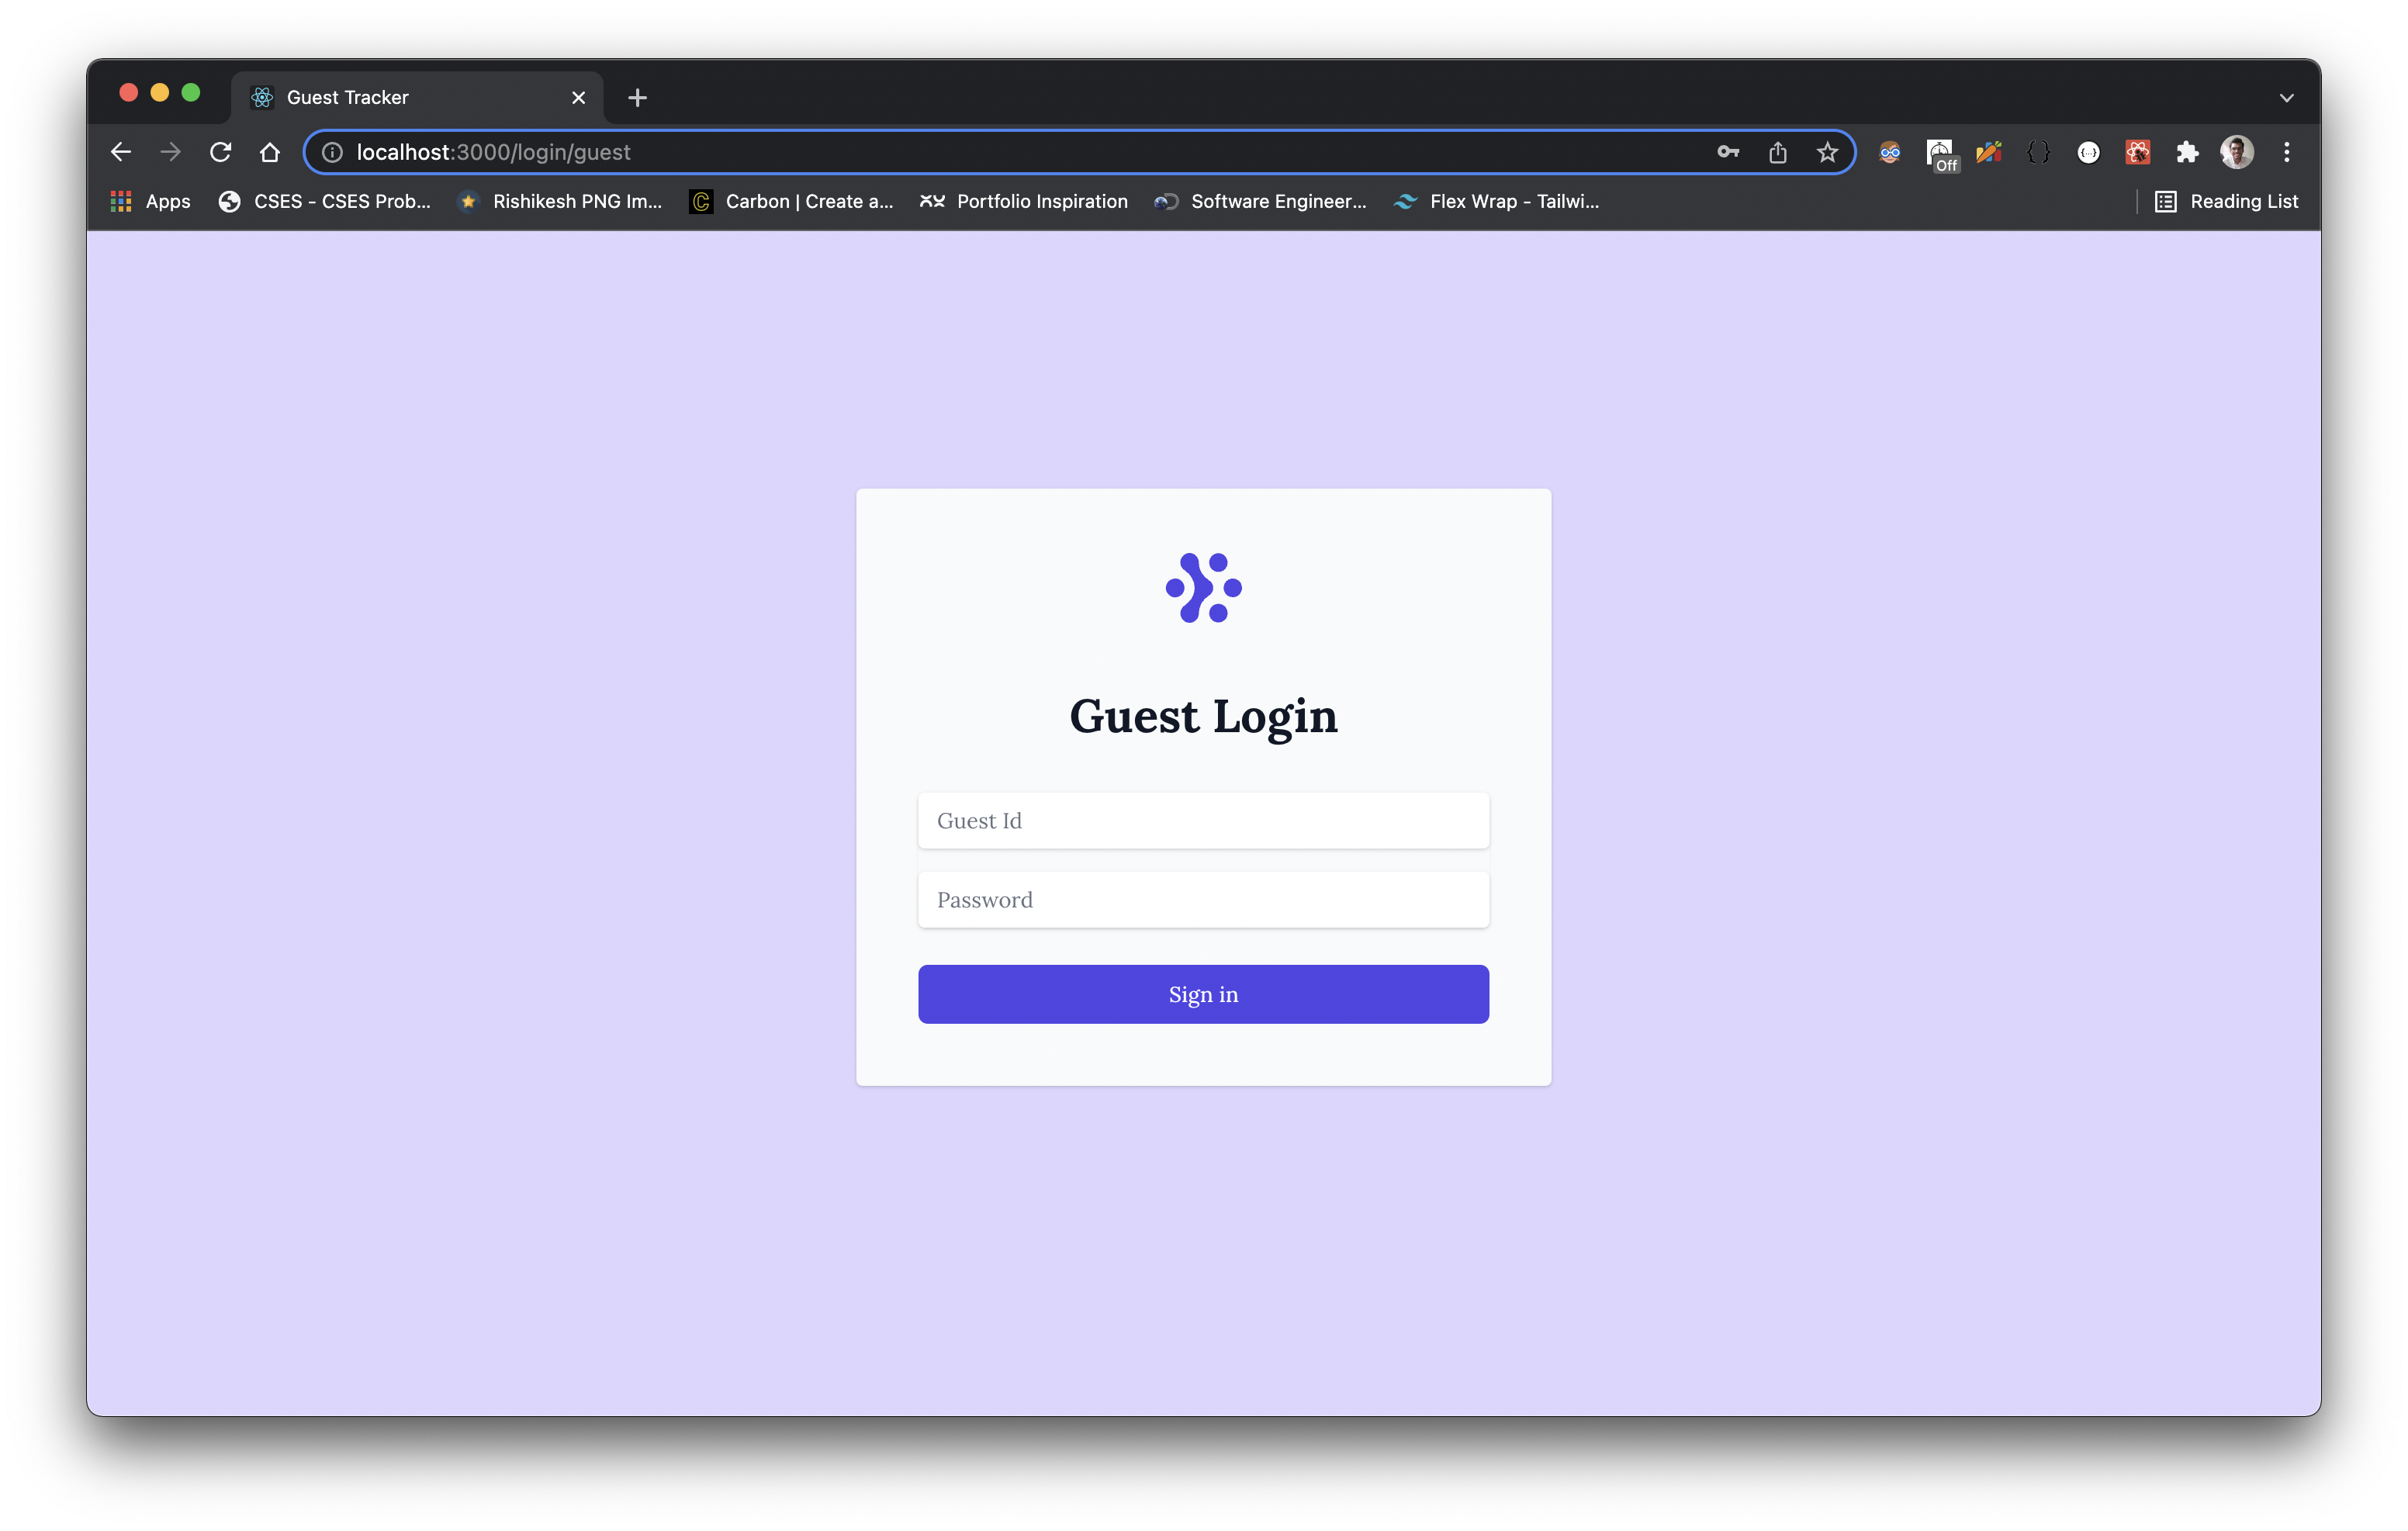 Guest Tracker
localhost:3000/login/guest
Off
Apps
CSES - CSES Prob...
Rishikesh PNG Im...
Carbon | Create a...
Portfolio Inspiration
Software Engineer...
Flex Wrap - Tailwi...
Reading List
Guest Login
Guest Id
Password
Sign in